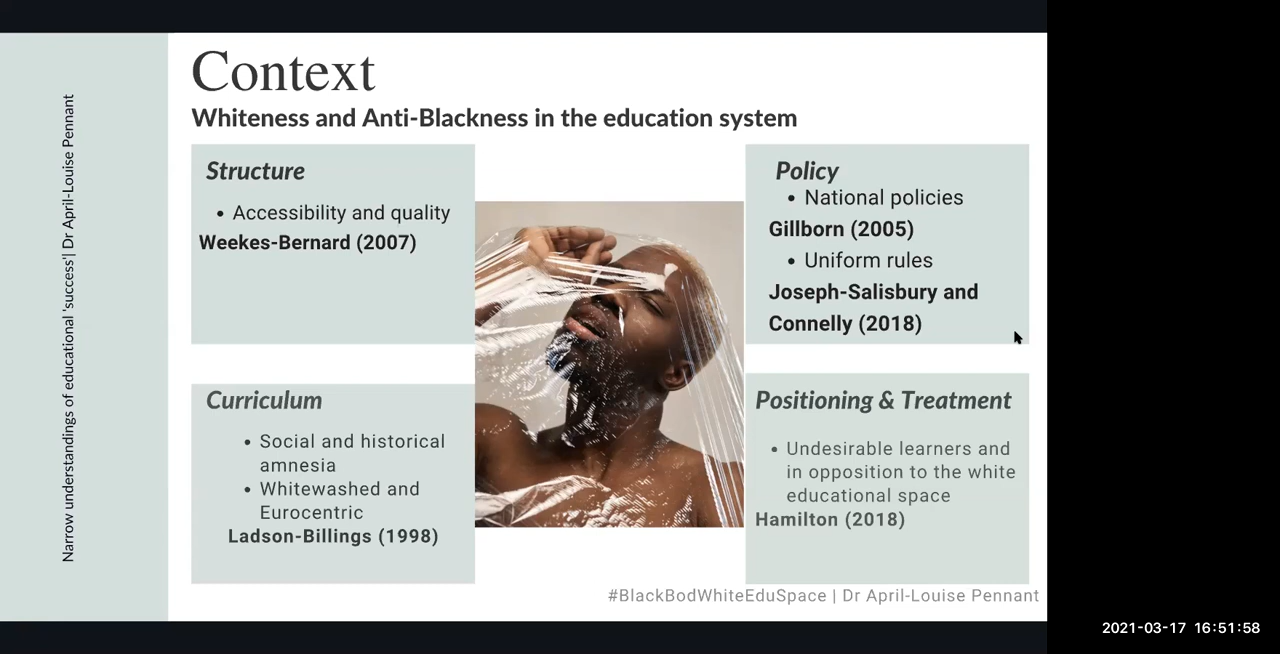 Context
Whiteness and Anti-Blackness in the education system
Structure
• Accessibility and quality
Weekes-Bernard (2007)
Policy
• National policies
Gillborn (2005)
• Uniform rules
Joseph-Salisbury and
Connelly (2018)
Curriculum
• Social and historical
amnesia
• Whitewashed and
Eurocentric
Ladson-Billings (1998)
Positioning & Treatment
• Undesirable learners and
in opposition to the white
educational space
Hamilton (2018)
Narrow understandings of educational 'success'| Dr April-Louise Pennant
#BlackBodWhiteEduSpace | Dr April-Louise Pennant
2021-03-17 16:51:58